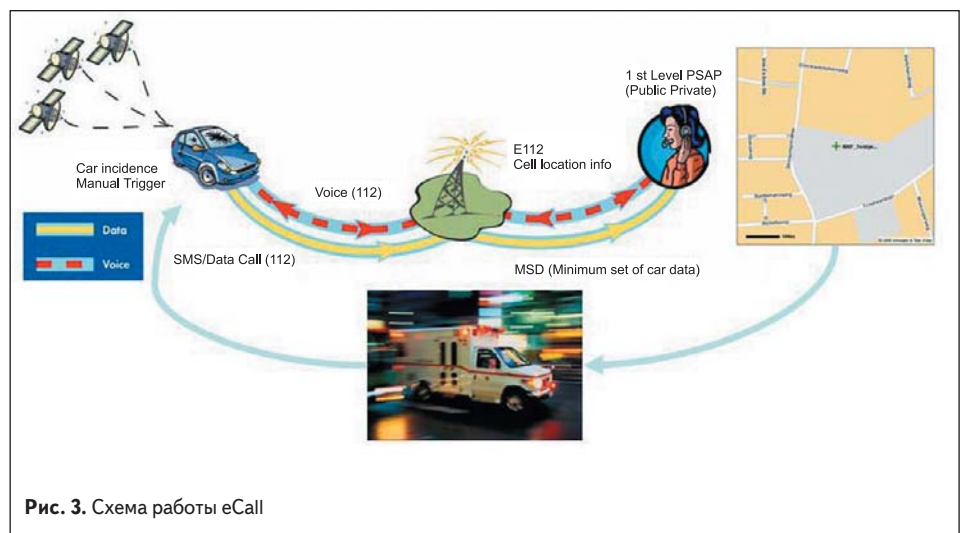 1 st Level PSAP
(Public Private)
E112
Cell location info
Car incidence
Manual Trigger
Voice (112)
Data
Voice
SMS/Data Call (112)
MSD (Minimum set of car data)
Рис. 3. Схема работы eCall